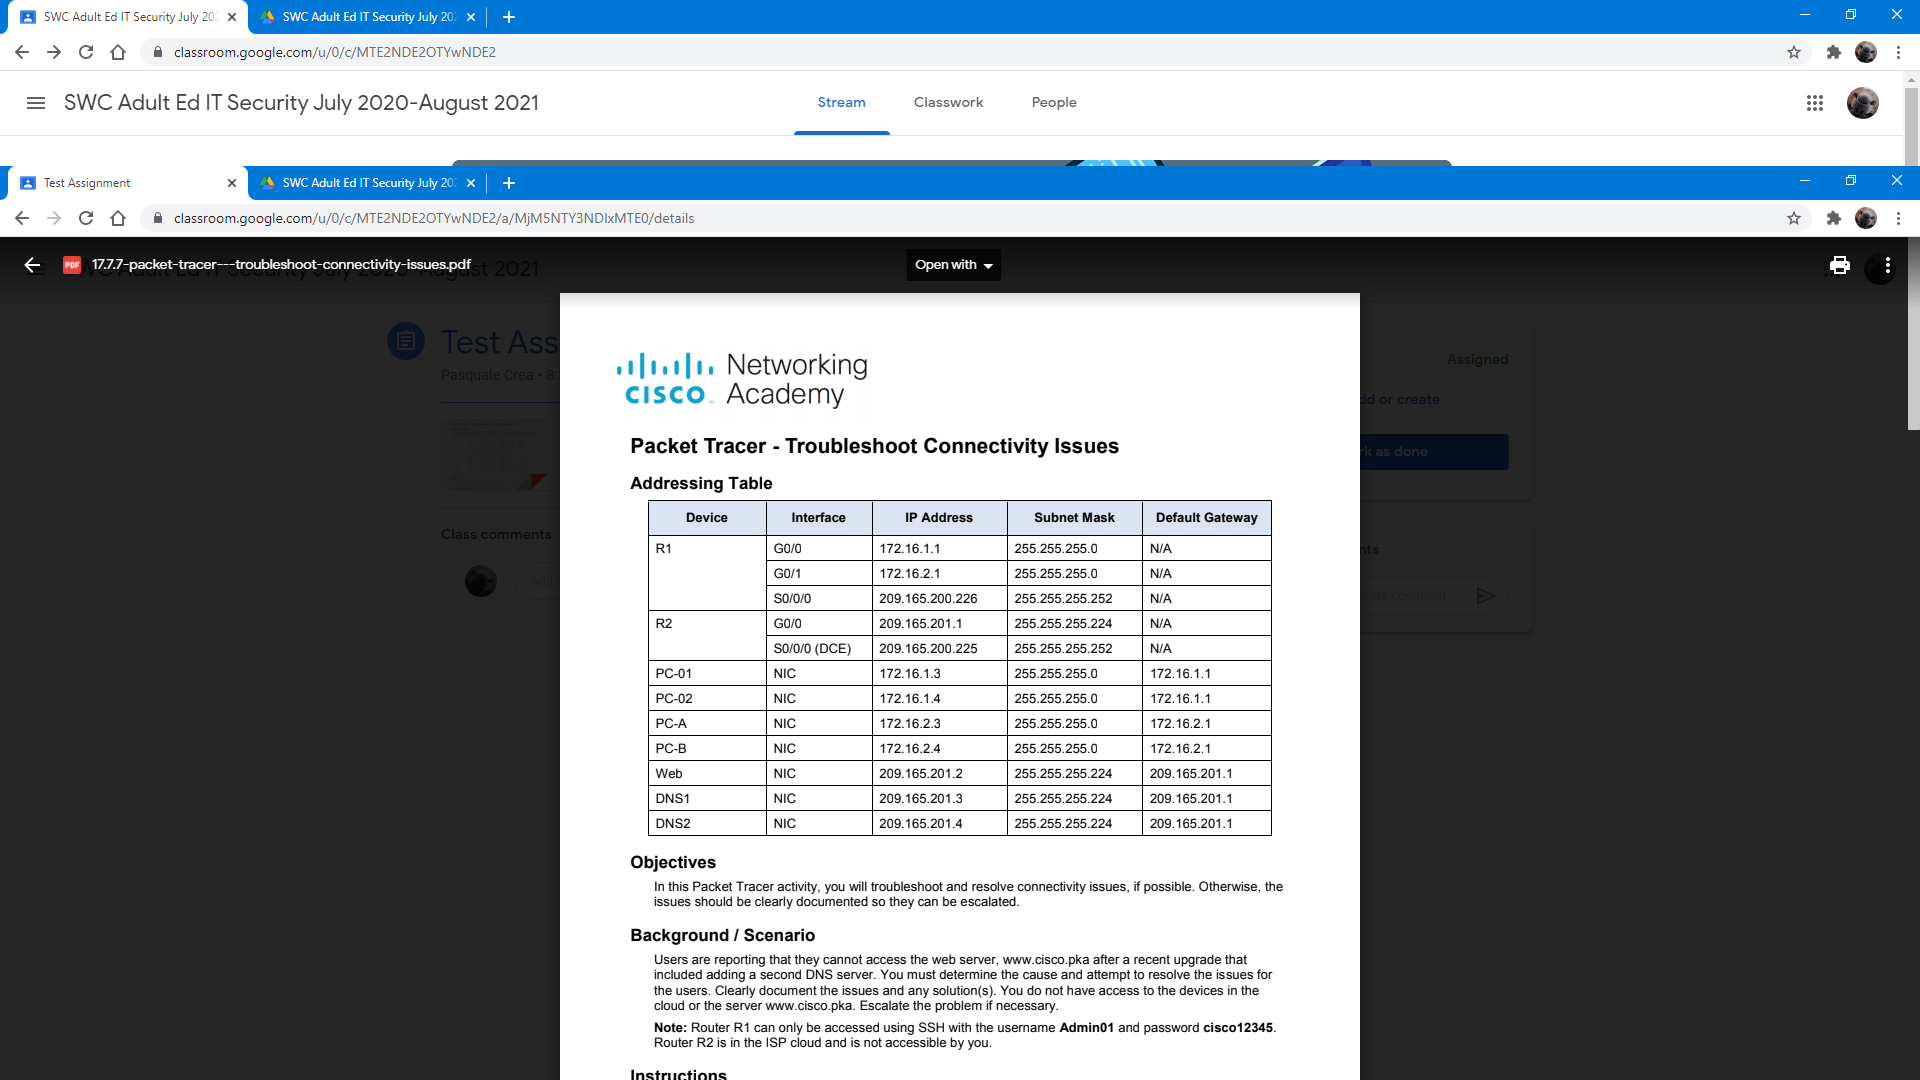 SWC Adult Ed IT Security July 20
SWC Adult Ed IT Security July 202
classroom.google.com/u/0/c/MTE2NDE2OTYwNDE2
SWC Adult Ed IT Security July 2020-August 2021
Stream
Classwork
People
Test Assignment
SWC Adult Ed IT Security July 202
classroom.google.com/u/0/c/MTE2NDE2OTYwNDE2/a/MjM5NTY3NDIxMTE0/details
PDF
17.7.7-packet-tracer---troubleshoot-connectivity-issues.pdf
gust 2021
Open with
Test Ass
Pasquale Crea • 8:
Assigned
dd or create
k as done
Class comments
Add
nts
vate comment...
Networking
CISCO Academy
Packet Tracer - Troubleshoot Connectivity Issues
Addressing Table
Device Interface IP Address Subnet Mask Default Gateway
R1 G0/0 172.16.1.1 255.255.255.0 N/A
G0/1 172.16.2.1 255.255.255.0 N/A
S0/0/0 209.165.200.226 255.255.255.252 N/A
R2 G0/0 209.165.201.1 255.255.255.224 N/A
S0/0/0 (DCE) 209.165.200.225 255.255.255.252 N/A
PC-01 NIC 172.16.1.3 255.255.255.0 172.16.1.1
PC-02 NIC 172.16.1.4 255.255.255.0 172.16.1.1
PC-A NIC 172.16.2.3 255.255.255.0 172.16.2.1
PC-B NIC 172.16.2.4 255.255.255.0 172.16.2.1
Web NIC 209.165.201.2 255.255.255.224 209.165.201.1
DNS1 NIC 209.165.201.3 255.255.255.224 209.165.201.1
DNS2 NIC 209.165.201.4 255.255.255.224 209.165.201.1
Objectives
In this Packet Tracer activity, you will troubleshoot and resolve connectivity issues, if possible. Otherwise, the
issues should be clearly documented so they can be escalated.
Background / Scenario
Users are reporting that they cannot access the web server, www.cisco.pka after a recent upgrade that
included adding a second DNS server. You must determine the cause and attempt to resolve the issues for
the users. Clearly document the issues and any solution(s). You do not have access to the devices in the
cloud or the server www.cisco.pka. Escalate the problem if necessary.
Note: Router R1 can only be accessed using SSH with the username Admin01 and password cisco12345.
Router R2 is in the ISP cloud and is not accessible by you.
Instructions